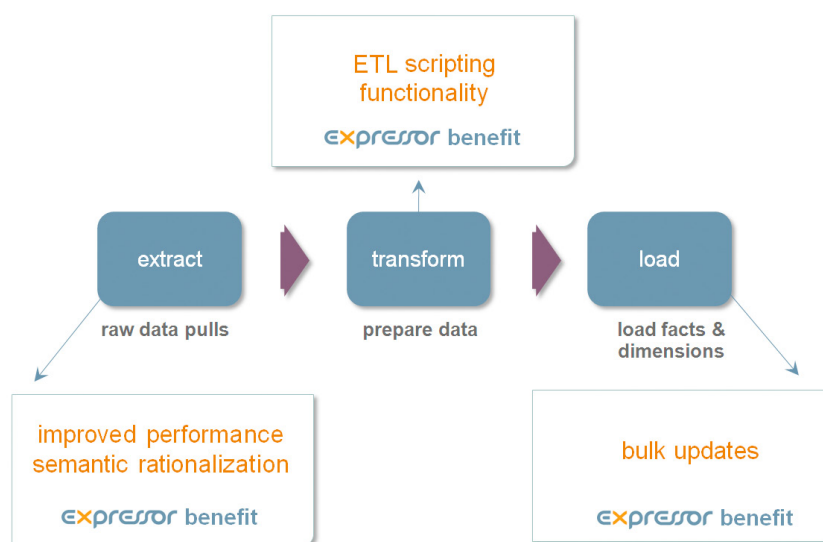 ETL scripting
functionality
expressor benefit
extract
transform
load
raw data pulls
prepare data
load facts &
dimensions
improved performance
semantic rationalization
expressor benefit
bulk updates
expressor benefit